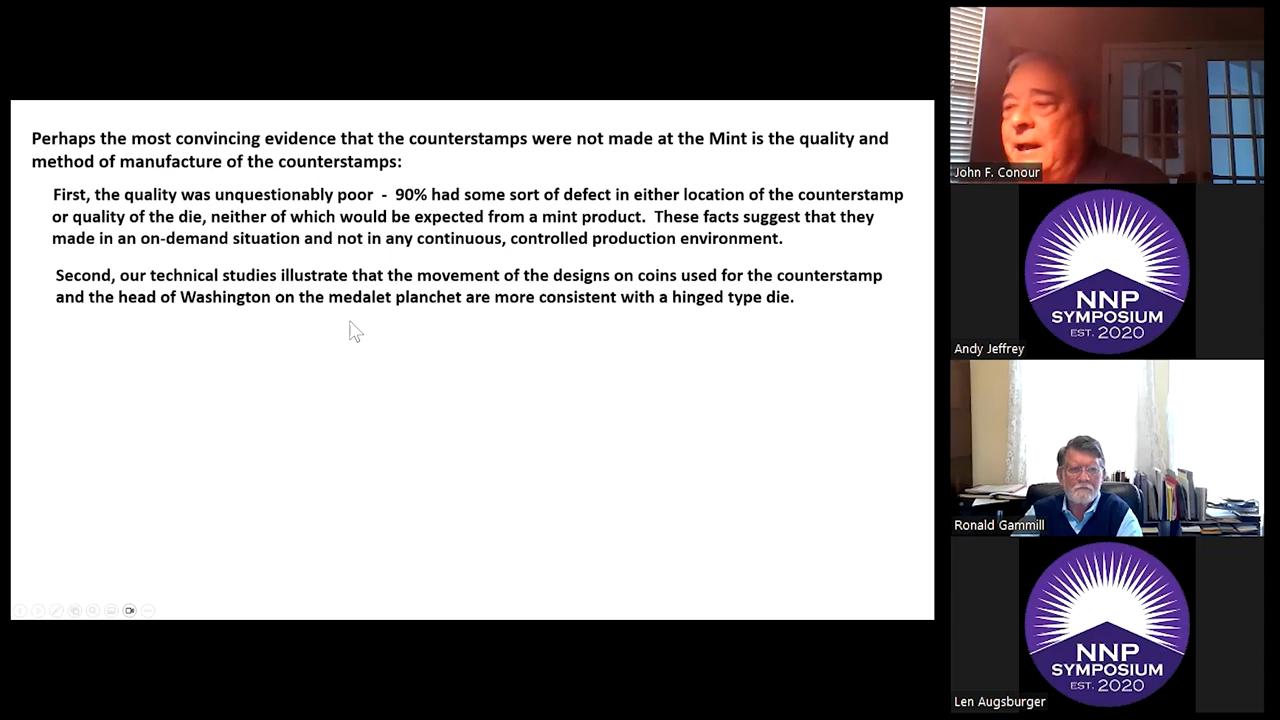 Perhaps the most convincing evidence that the counterstamps were not made at the Mint is the quality and
method of manufacture of the counterstamps:
First, the quality was unquestionably poor - 90% had some sort of defect in either location of the counterstamp
or quality of the die, neither of which would be expected from a mint product. These facts suggest that they
made in an on-demand situation and not in any continuous, controlled production environment.
Second, our technical studies illustrate that the movement of the designs on coins used for the counterstamp
and the head of Washington on the medalet planchet are more consistent with a hinged type die.
John F. Conour
NNP
SYMPOSIUM
EST. 2020
Andy Jeffrey
Ronald Gammill
NNP
SYMPOSIUM
EST. 2020
Len Augsburger